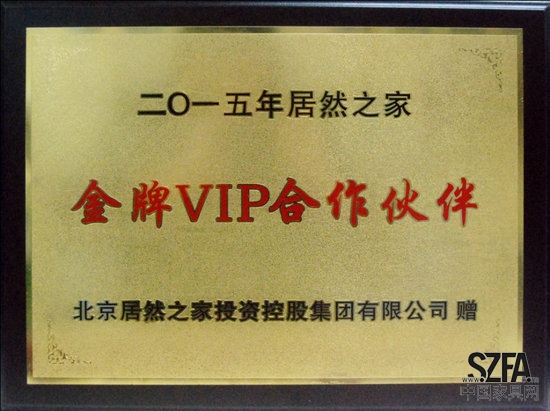 二〇一五年居然之家
金牌VIP合作伙伴
北京居然之家投资控股集团有限公司 赠
SZFA
中国家具网